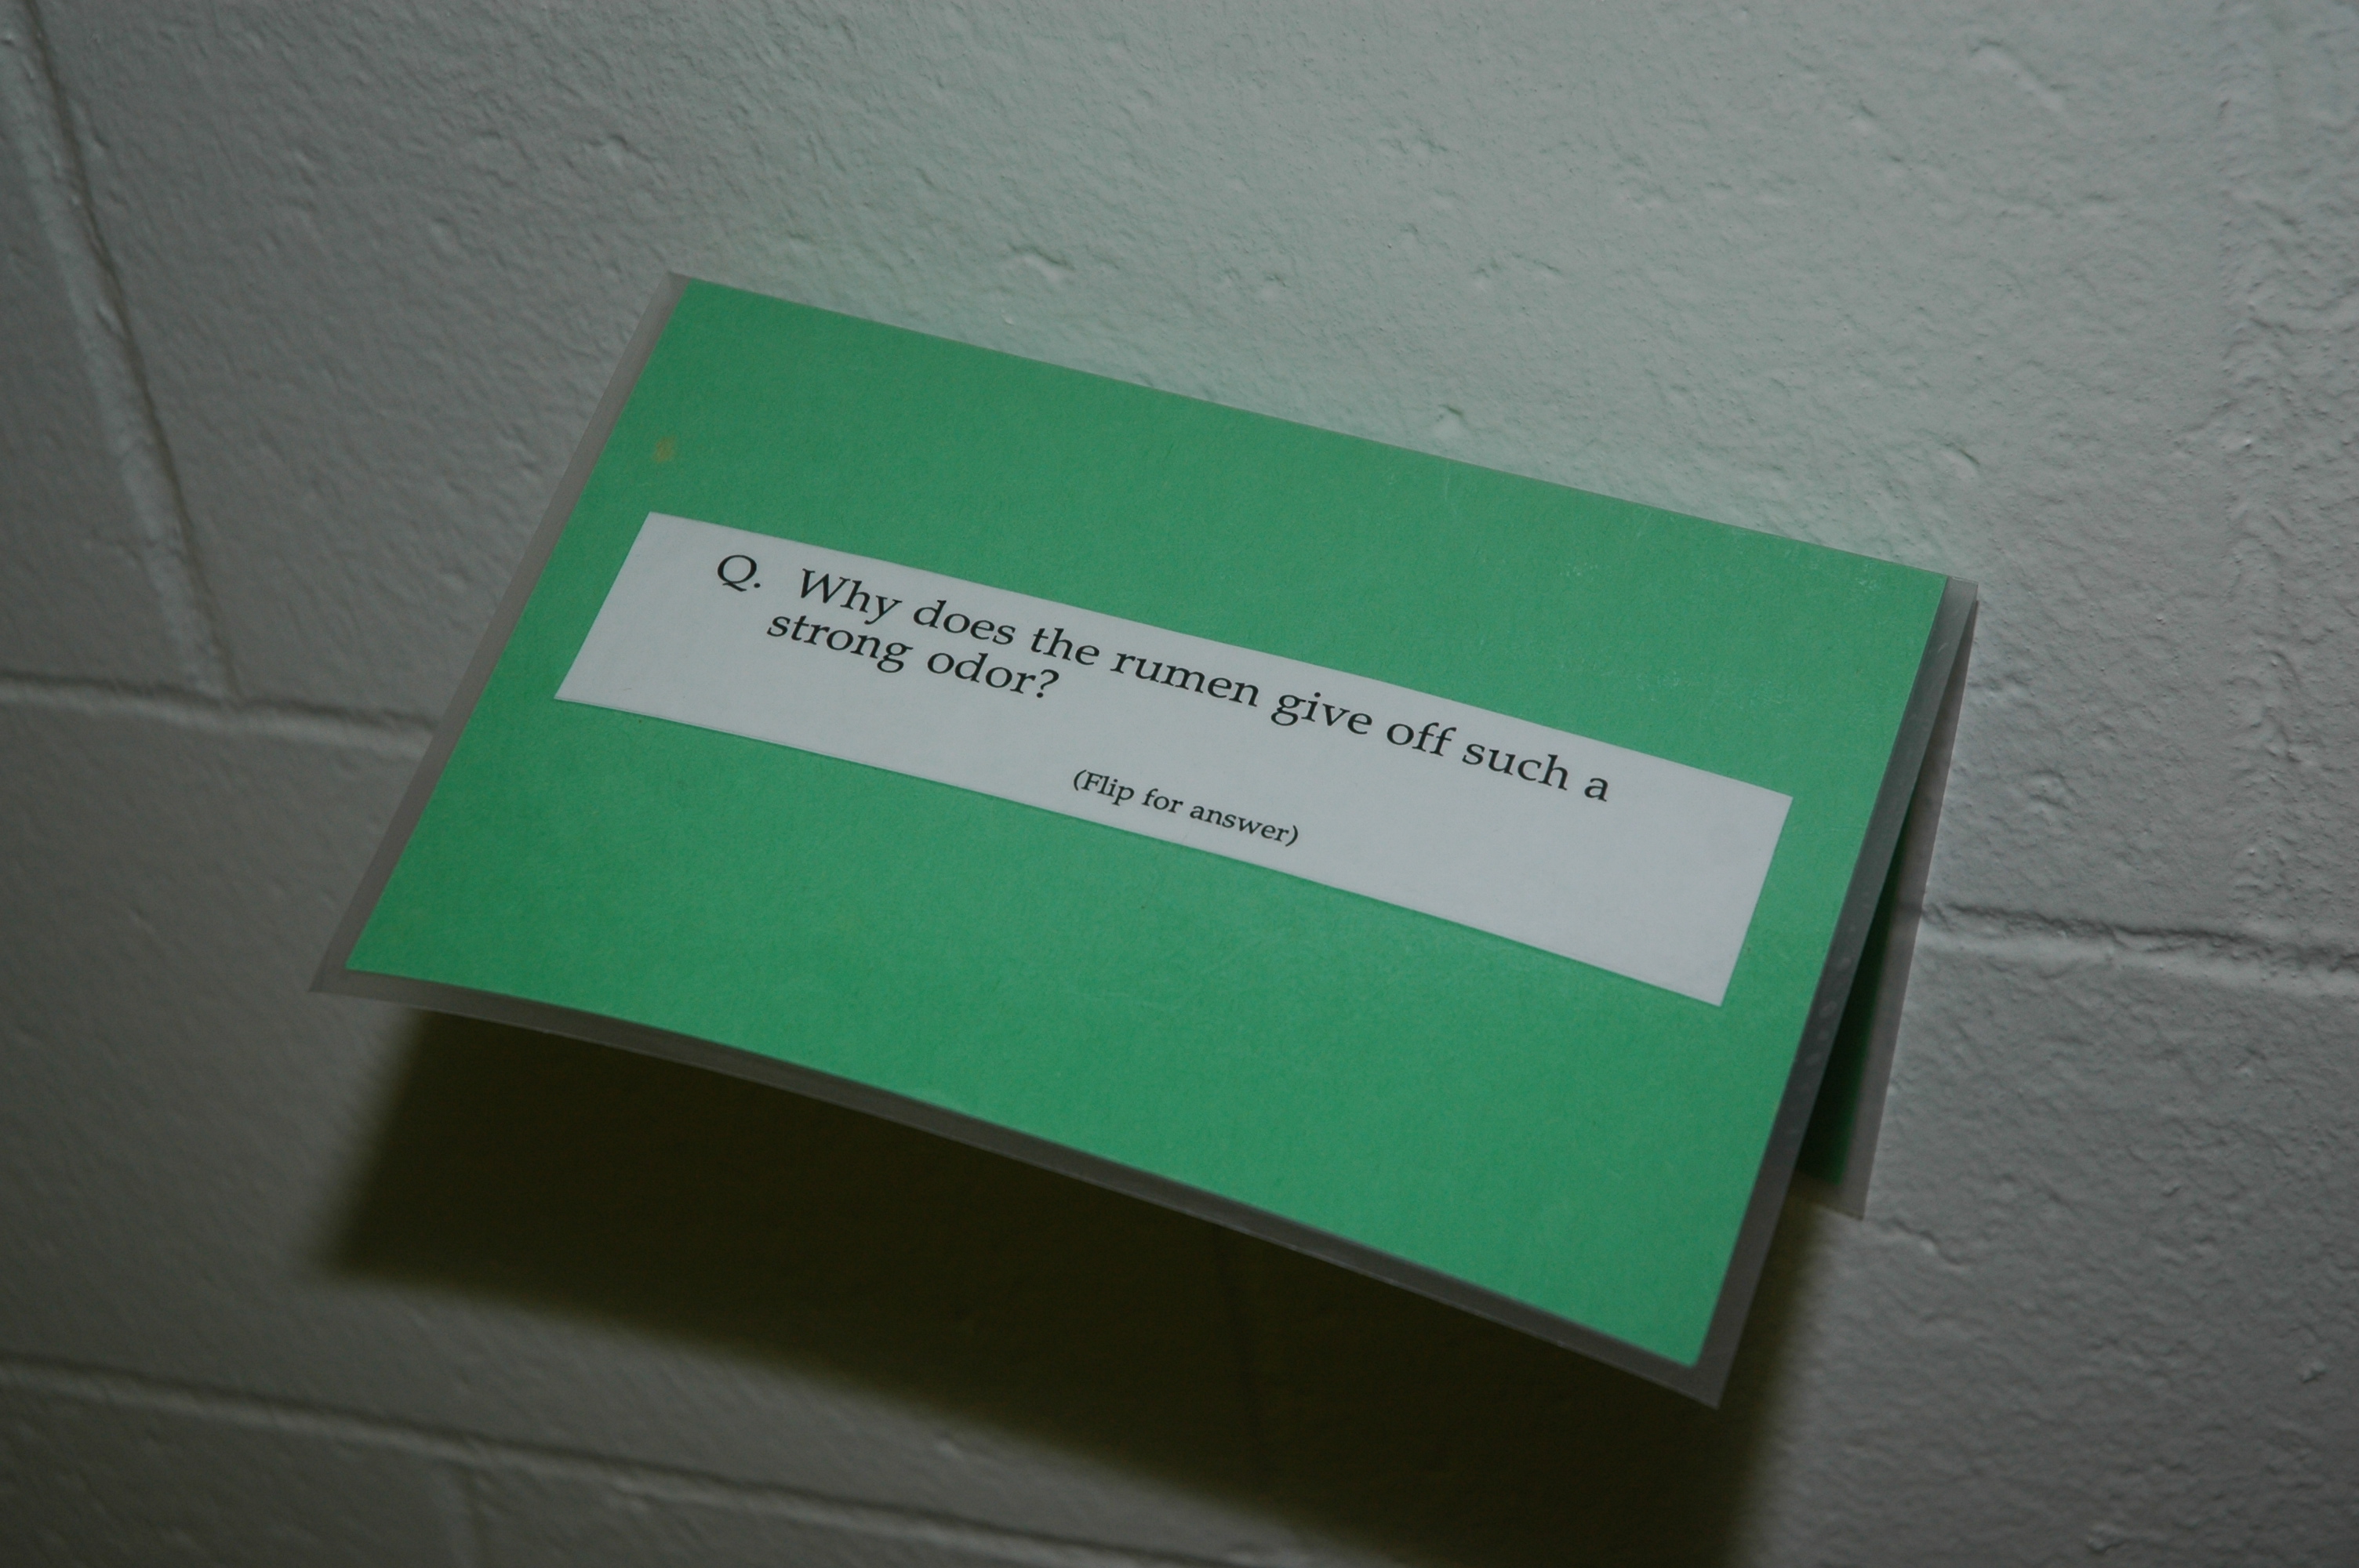 Q. Why does the rumen give off such a
strong odor?
(Flip for answer)